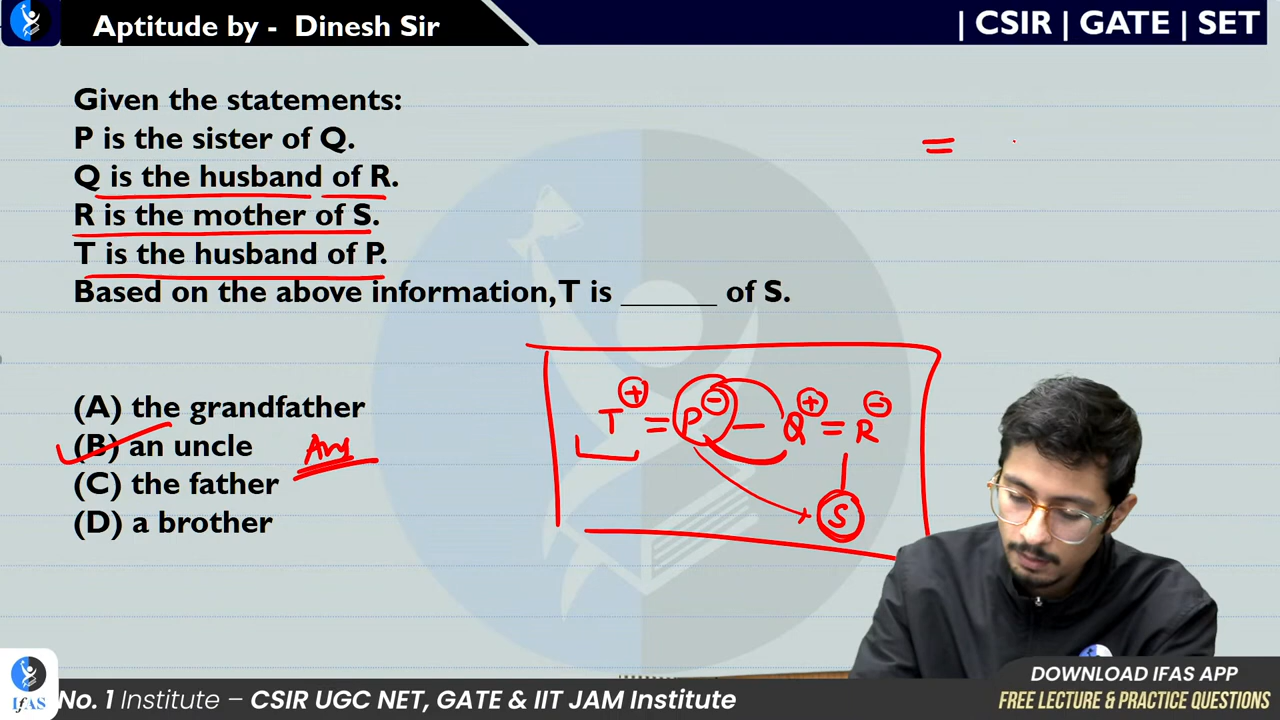 Aptitude by - Dinesh Sir
| CSIR | GATE | SET
Given the statements:
P is the sister of Q.
Q is the husband of R.
R is the mother of S.
T is the husband of P.
Based on the above information, T is ______ of S.
=
(A) the grandfather
(B) an uncle Ans
(C) the father
(D) a brother
T⊕ = P⊖ — Q⊕ = R⊖
S
DOWNLOAD IFAS APP
FREE LECTURE & PRACTICE QUESTIONS
IFAS
No. 1 Institute – CSIR UGC NET, GATE & IIT JAM Institute